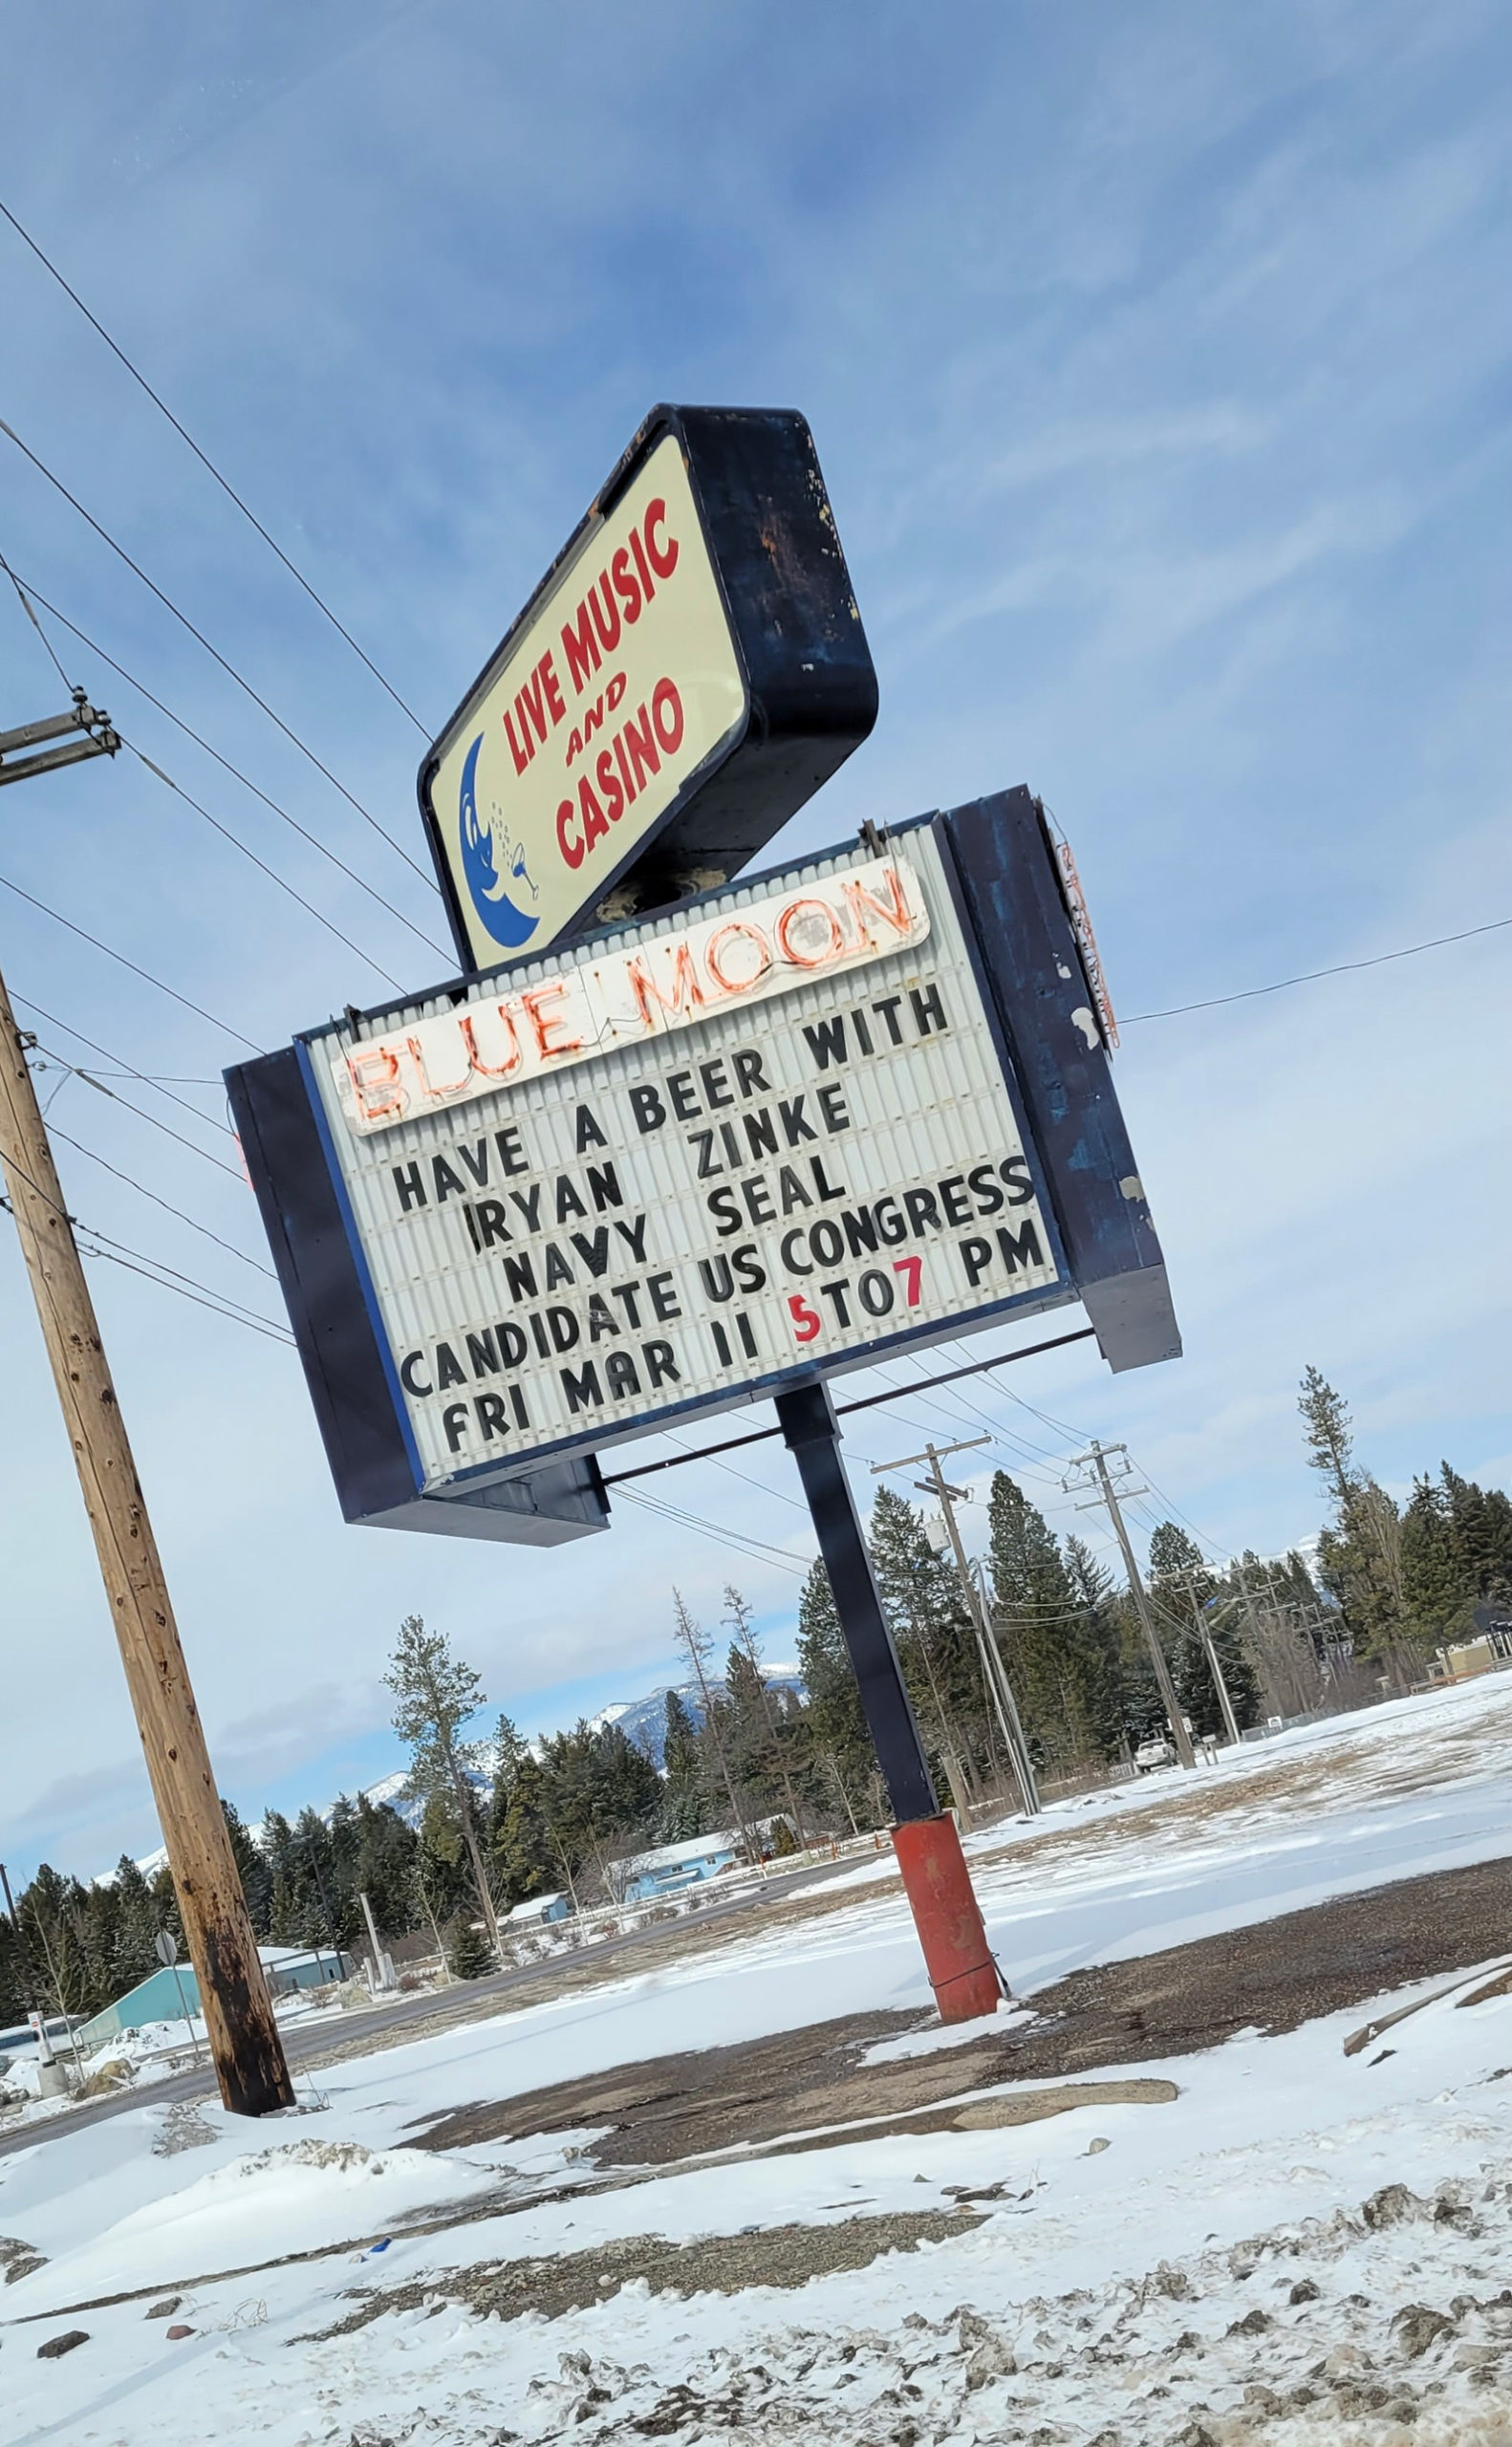 LIVE MUSIC
AND
CASINO
BLUE MOON
HAVE A BEER WITH
RYAN ZINKE
NAVY SEAL
CANDIDATE US CONGRESS
FRI MAR 11 5TO7 PM